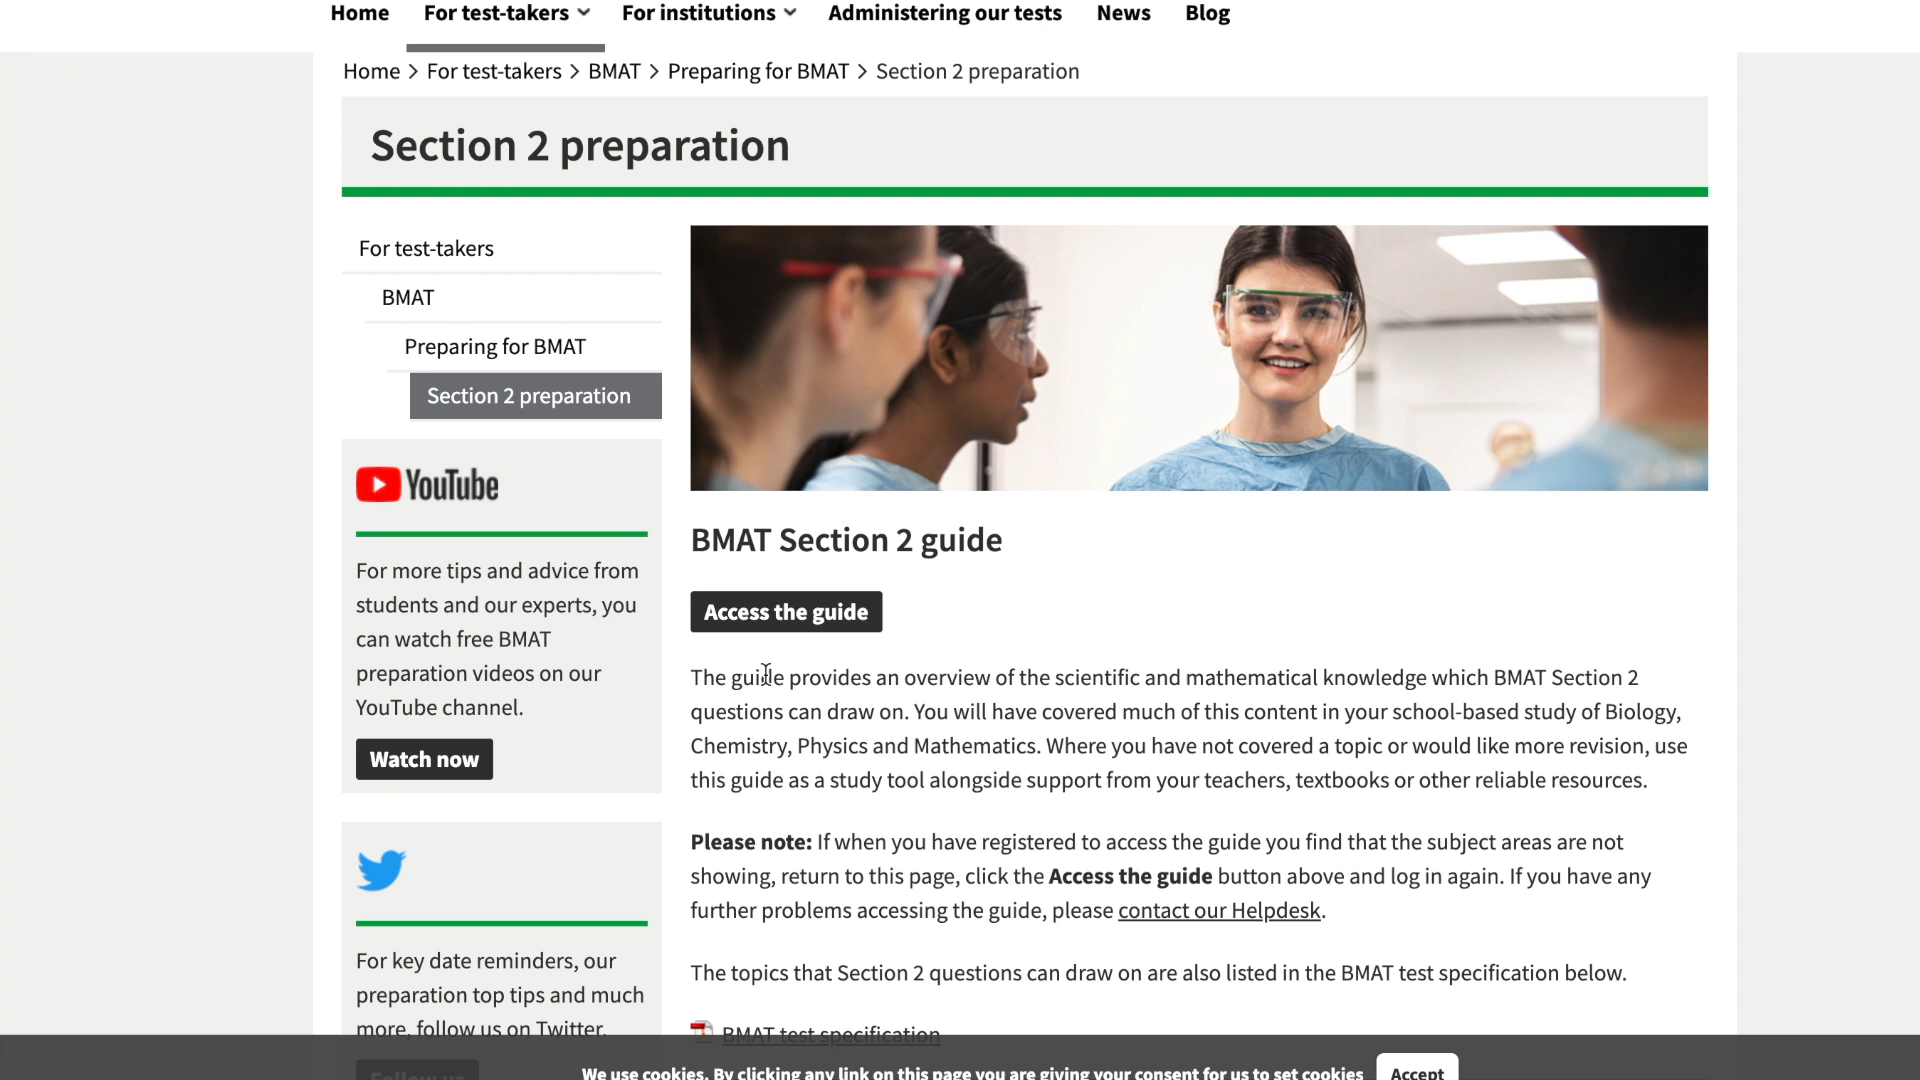 Home For test-takers For institutions Administering our tests News Blog
Home > For test-takers > BMAT > Preparing for BMAT > Section 2 preparation
Section 2 preparation
For test-takers
BMAT
Preparing for BMAT
Section 2 preparation
YouTube
For more tips and advice from
students and our experts, you
can watch free BMAT
preparation videos on our
YouTube channel.
Watch now
For key date reminders, our
preparation top tips and much
more, follow us on Twitter.
Follow us
BMAT Section 2 guide
Access the guide
The guide provides an overview of the scientific and mathematical knowledge which BMAT Section 2
questions can draw on. You will have covered much of this content in your school-based study of Biology,
Chemistry, Physics and Mathematics. Where you have not covered a topic or would like more revision, use
this guide as a study tool alongside support from your teachers, textbooks or other reliable resources.
Please note: If when you have registered to access the guide you find that the subject areas are not
showing, return to this page, click the Access the guide button above and log in again. If you have any
further problems accessing the guide, please contact our Helpdesk.
The topics that Section 2 questions can draw on are also listed in the BMAT test specification below.
BMAT test specification
We use cookies. By clicking any link on this page you are giving your consent for us to set cookies Accept